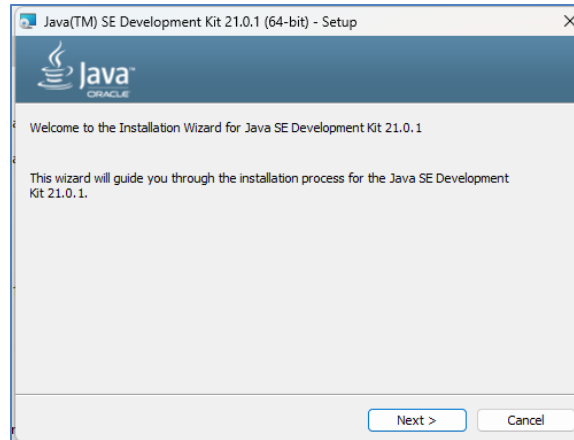 Java(TM) SE Development Kit 21.0.1 (64-bit) - Setup
Java™
ORACLE
Welcome to the Installation Wizard for Java SE Development Kit 21.0.1
This wizard will guide you through the installation process for the Java SE Development
Kit 21.0.1.
Next >
Cancel